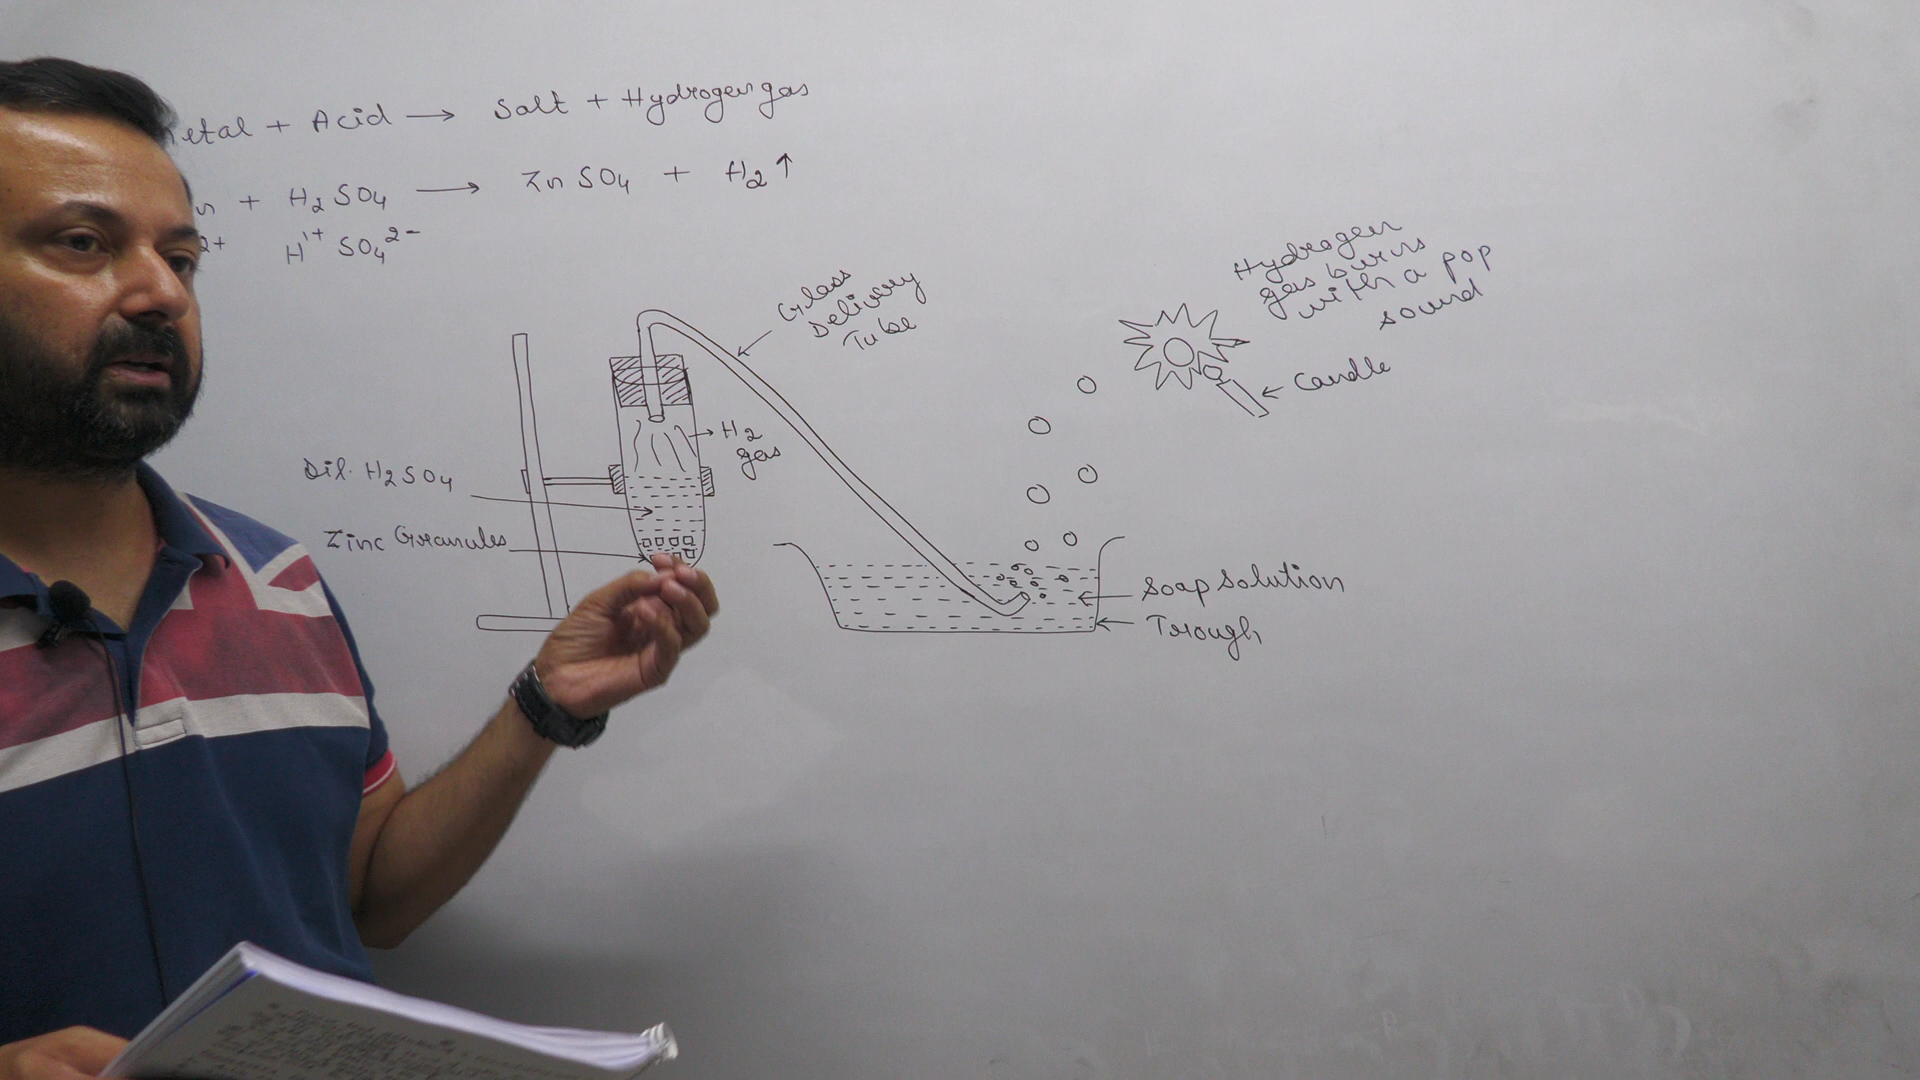 etal + Acid → Salt + Hydrogen gas
n + H₂SO₄ → ZnSO₄ + H₂↑
2+ H¹⁺ SO₄²⁻
Hydrogen
gas burns
with a pop
sound
Glass
Delivery
Tube
Candle
H₂
gas
Dil. H₂SO₄
Zinc Granules
Soap Solution
Trough